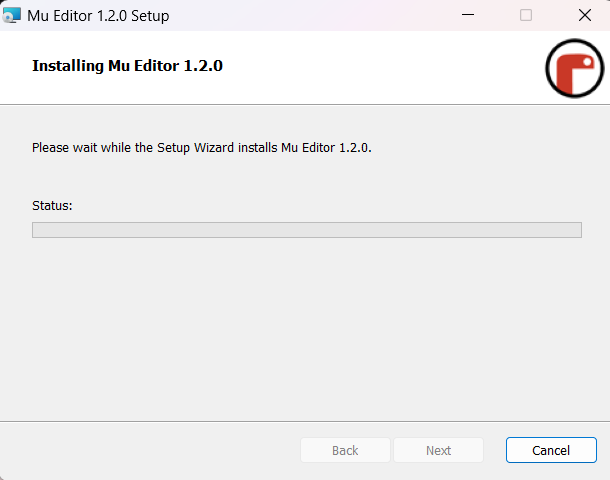 Mu Editor 1.2.0 Setup
Installing Mu Editor 1.2.0
Please wait while the Setup Wizard installs Mu Editor 1.2.0.
Status:
Back
Next
Cancel